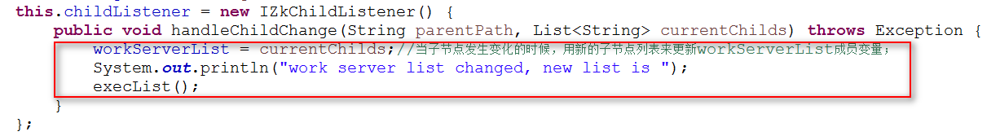 this.childListener = new IZkChildListener() {
public void handleChildChange(String parentPath, List<String> currentChilds) throws Exception {
workServerList = currentChilds;//当子节点发生变化的时候，用新的子节点列表来更新workServerList成员变量;
System.out.println("work server list changed, new list is ");
execList();
}
};